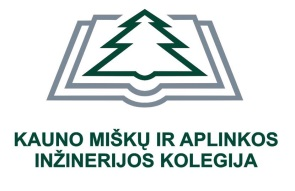 KAUNO MIŠKŲ IR APLINKOS
INŽINERIJOS KOLEGIJA